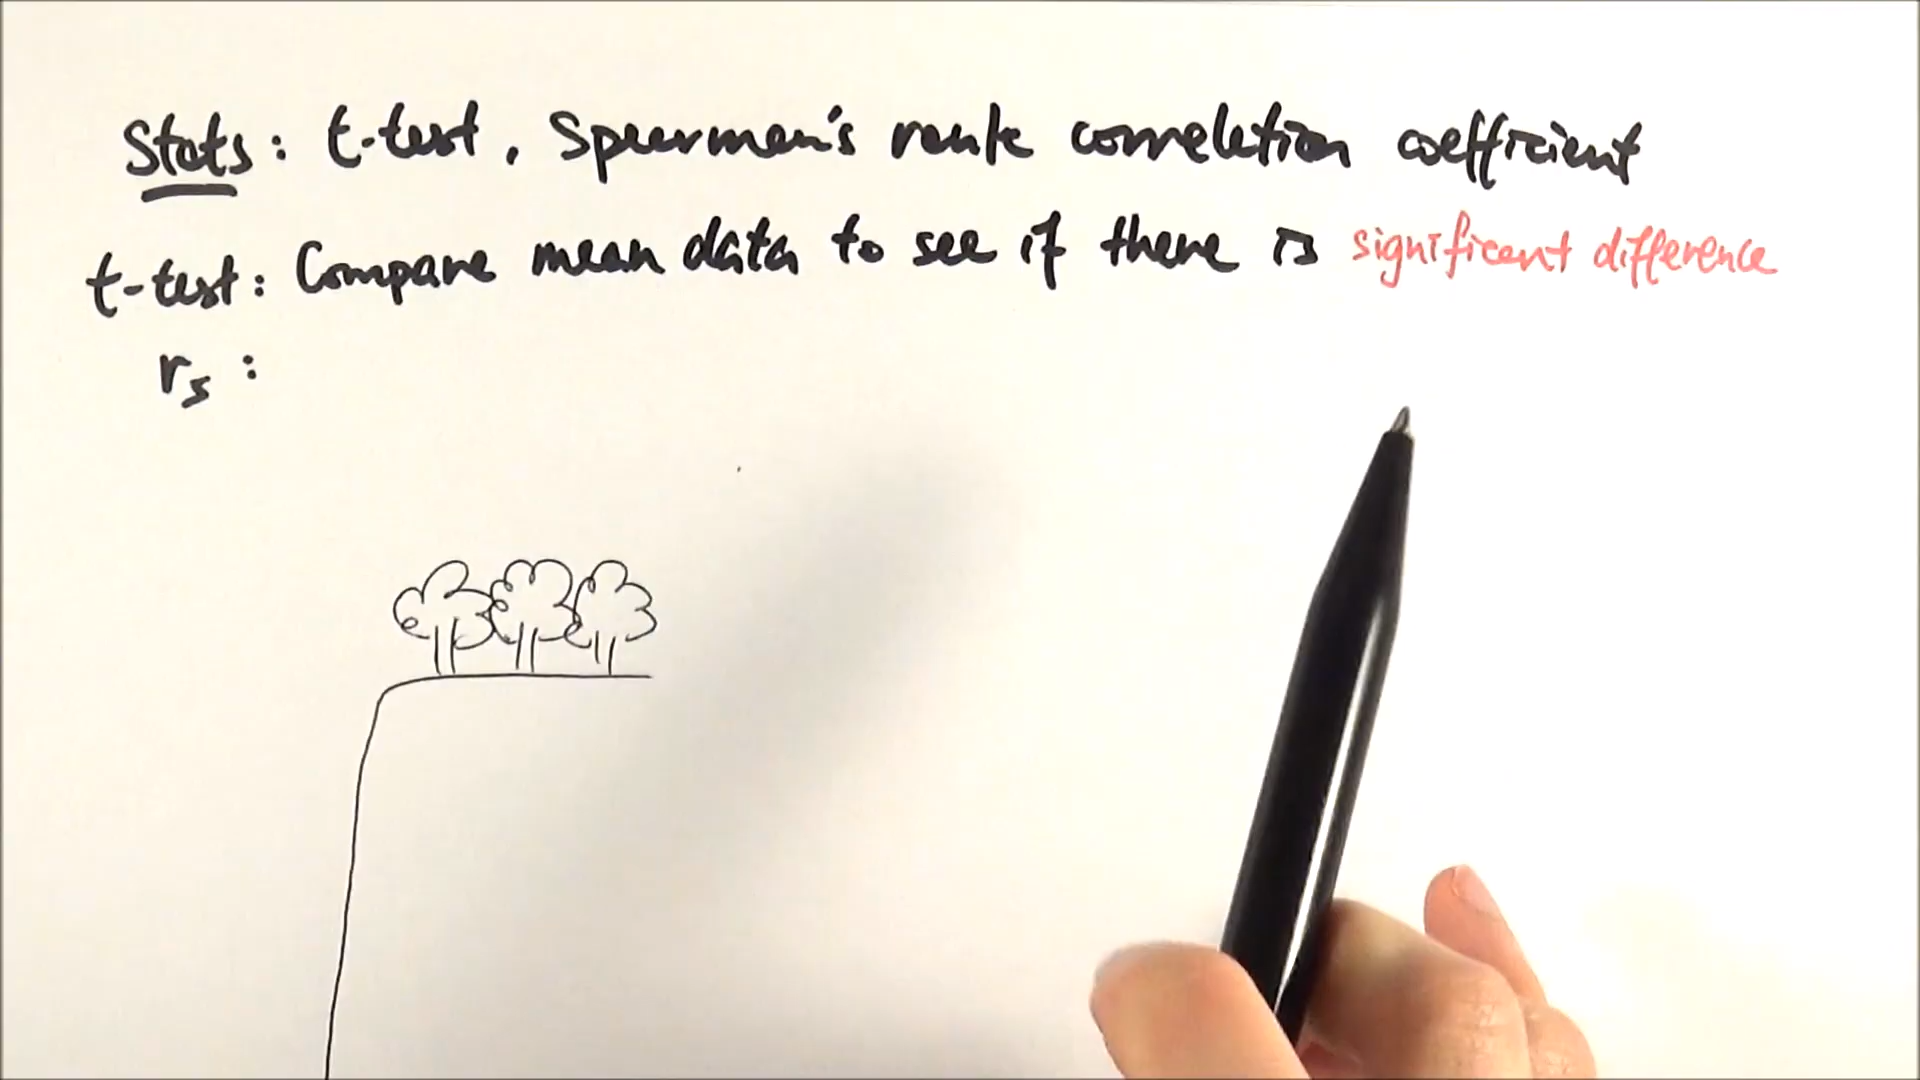 Stats: t-test, Spearman's rank correlation coefficient
t-test: Compare mean data to see if there is significant difference
rs :